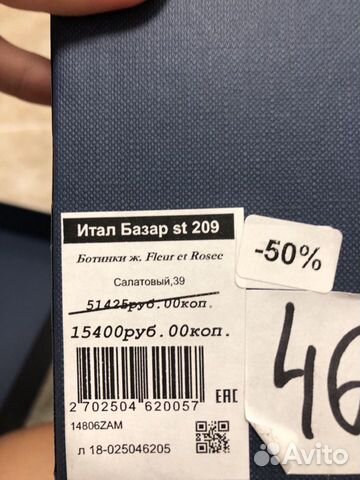 Итал Базар st 209
Ботинки ж. Fleur et Rosec
Салатовый,39
51425руб.00коп.
15400руб.00коп.
2 702504 620057
EAC
14806ZAM
л 18-025046205
-50%
46
Avito